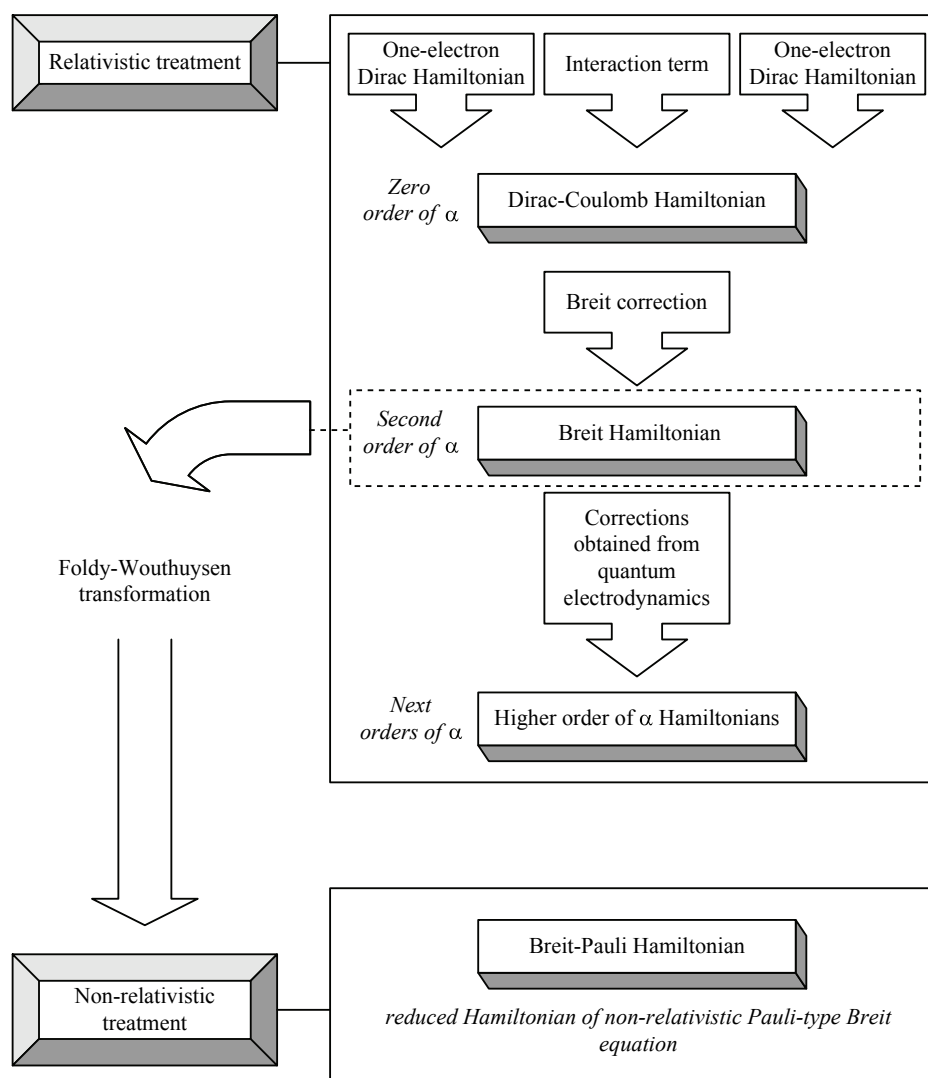 Relativistic treatment
One-electron
Dirac Hamiltonian
Interaction term
One-electron
Dirac Hamiltonian
Zero
order of α
Dirac-Coulomb Hamiltonian
Breit correction
Second
order of α
Breit Hamiltonian
Corrections
obtained from
quantum
electrodynamics
Foldy-Wouthuysen
transformation
Next
orders of α
Higher order of α Hamiltonians
Breit-Pauli Hamiltonian
Non-relativistic
treatment
reduced Hamiltonian of non-relativistic Pauli-type Breit
equation